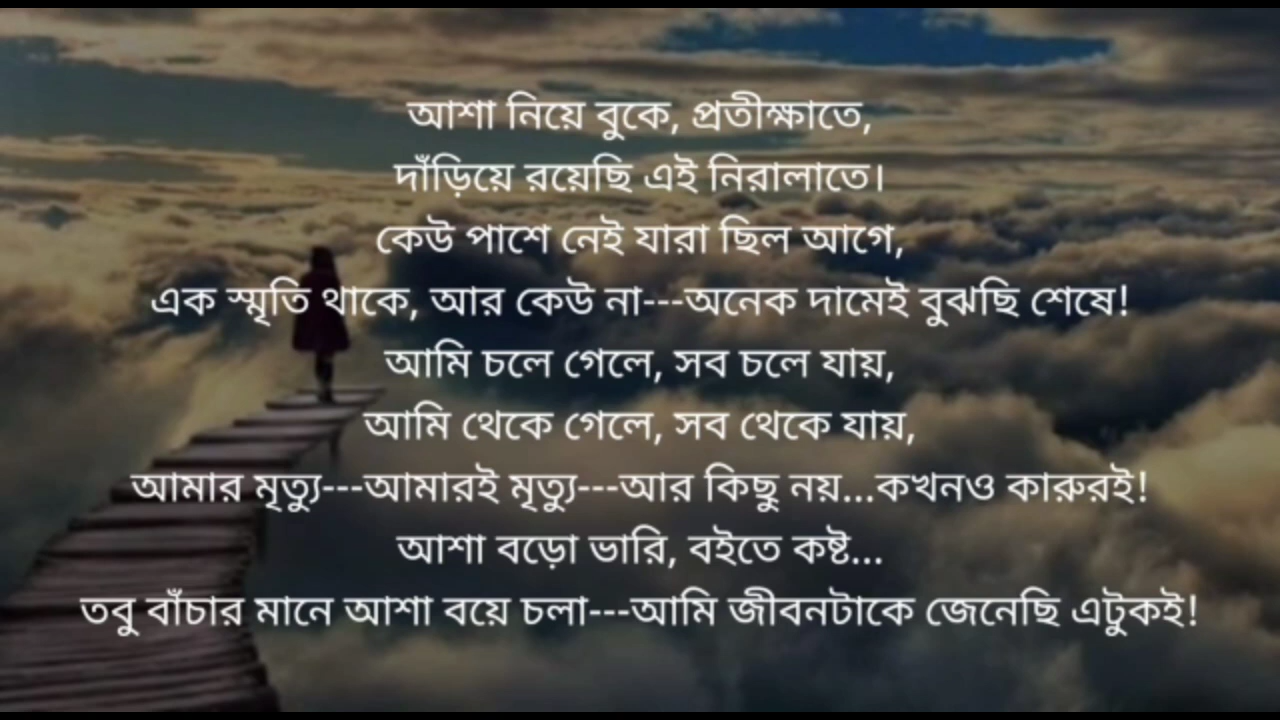 আশা নিয়ে বুকে, প্রতীক্ষাতে,
দাঁড়িয়ে রয়েছি এই নিরালাতে।
কেউ পাশে নেই যারা ছিল আগে,
এক স্মৃতি থাকে, আর কেউ না---অনেক দামেই বুঝছি শেষে!
আমি চলে গেলে, সব চলে যায়,
আমি থেকে গেলে, সব থেকে যায়,
আমার মৃত্যু---আমারই মৃত্যু---আর কিছু নয়...কখনও কারুরই!
আশা বড়ো ভারি, বইতে কষ্ট...
তবু বাঁচার মানে আশা বয়ে চলা---আমি জীবনটাকে জেনেছি এটুকই!